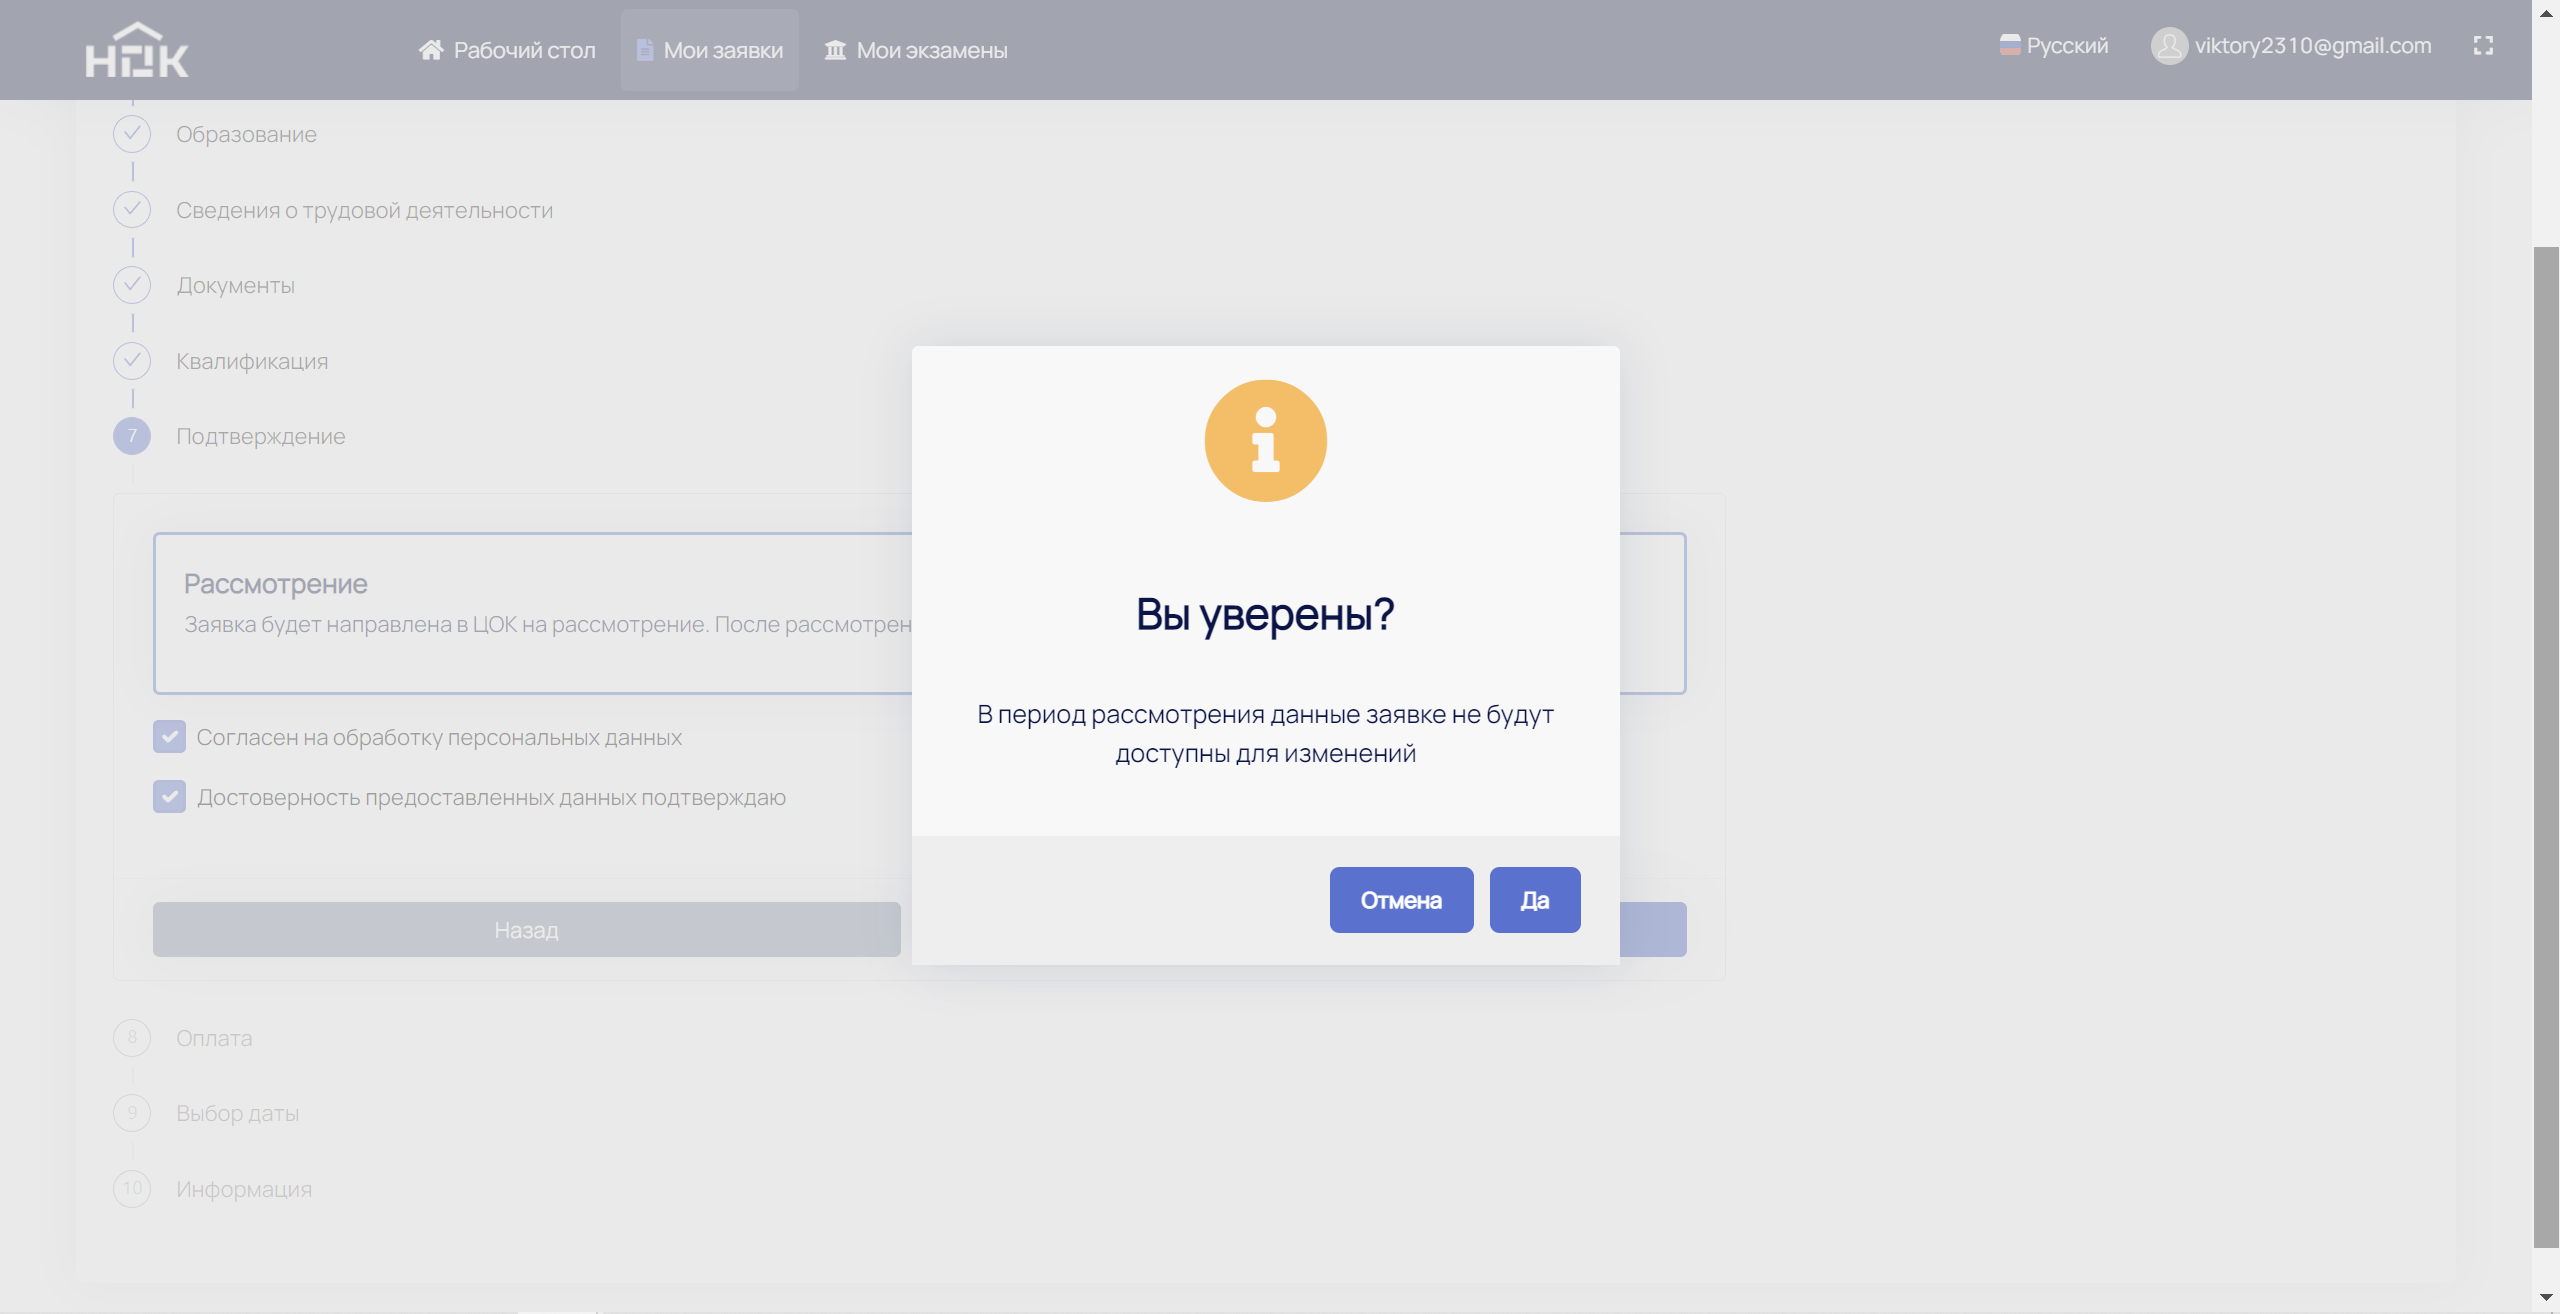 НОК
Рабочий стол
Мои заявки
Мои экзамены
Русский
viktory2310@gmail.com
Образование
Сведения о трудовой деятельности
Документы
Квалификация
7 Подтверждение
Рассмотрение
Заявка будет направлена в ЦОК на рассмотрение. После рассмотрен
Согласен на обработку персональных данных
Достоверность предоставленных данных подтверждаю
Назад
Вы уверены?
В период рассмотрения данные заявке не будут
доступны для изменений
Отмена
Да
8 Оплата
9 Выбор даты
10 Информация